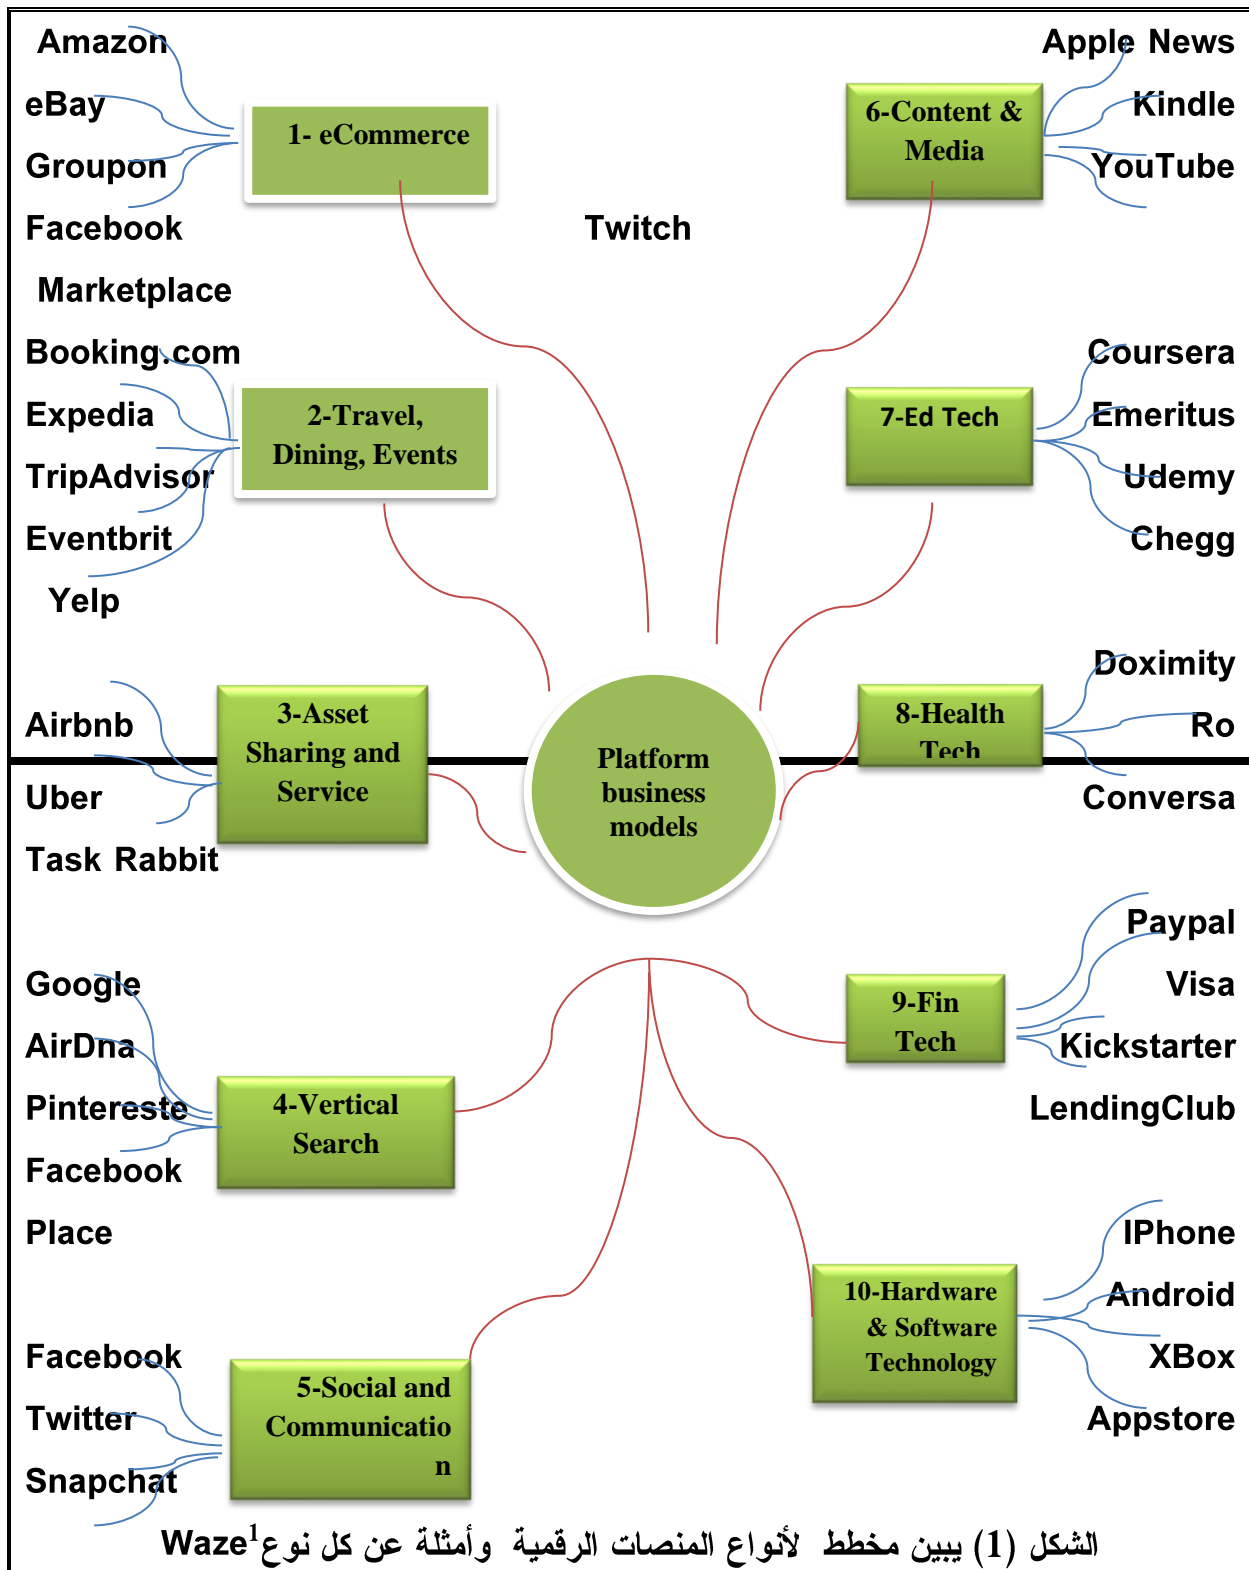 Amazon
eBay
Groupon
Facebook
Marketplace
1- eCommerce
Booking.com
Expedia
TripAdvisor
Eventbrit
Yelp
2-Travel,
Dining, Events
Airbnb
Uber
Task Rabbit
3-Asset
Sharing and
Service
Google
AirDna
Pintereste
Facebook
Place
4-Vertical
Search
Facebook
Twitter
Snapchat
5-Social and
Communicatio
n
Platform
business
models
Twitch
6-Content &
Media
Apple News
Kindle
YouTube
7-Ed Tech
Coursera
Emeritus
Udemy
Chegg
8-Health
Tech
Doximity
Ro
Conversa
9-Fin
Tech
Paypal
Visa
Kickstarter
LendingClub
10-Hardware
& Software
Technology
IPhone
Android
XBox
Appstore
الشكل (1) يبين مخطط لأنواع المنصات الرقمية وأمثلة عن كل نوع Waze1